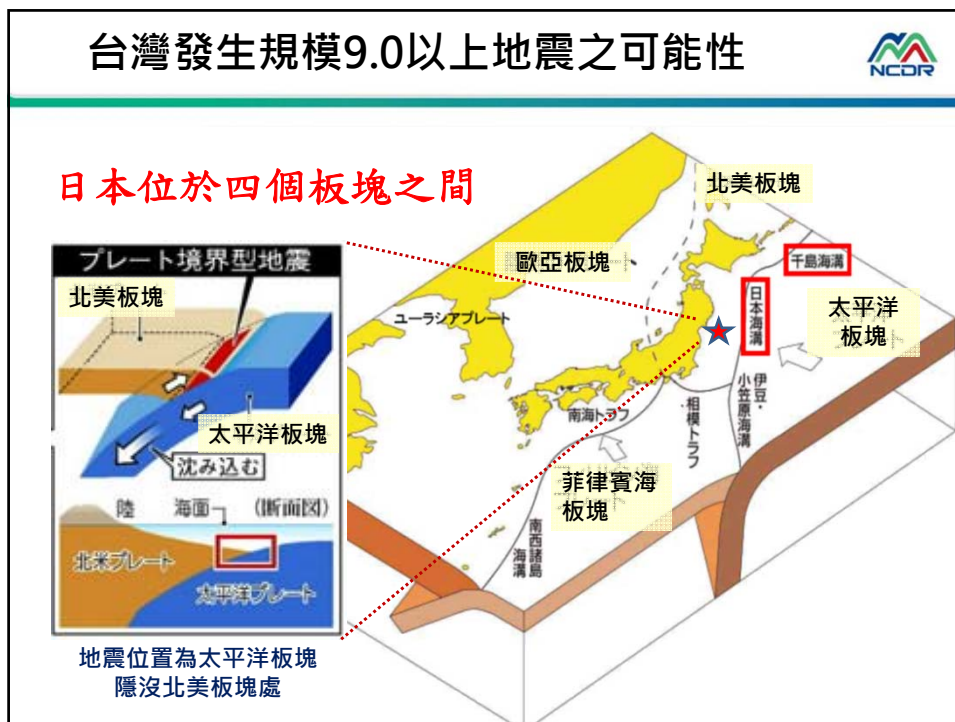 台灣發生規模9.0以上地震之可能性
NCDR
日本位於四個板塊之間
プレート境界型地震
北美板塊
太平洋板塊
沈み込む
陸
海面
(断面図)
北米プレート
太平洋プレート
地震位置為太平洋板塊
隱沒北美板塊處
北美板塊
歐亞板塊
ユーラシアプレート
千島海溝
日本海溝
太平洋
板塊
伊豆・
小笠原海溝
相模トラフ
南海トラフ
菲律賓海
板塊
南西諸島
海溝